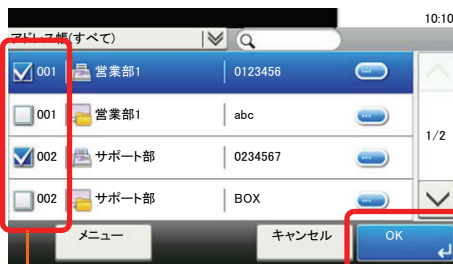 10:10
アドレス帳(すべて)
001 営業部1 0123456
001 営業部1 abc
1/2
002 サポート部 0234567
002 サポート部 BOX
メニュー キャンセル OK